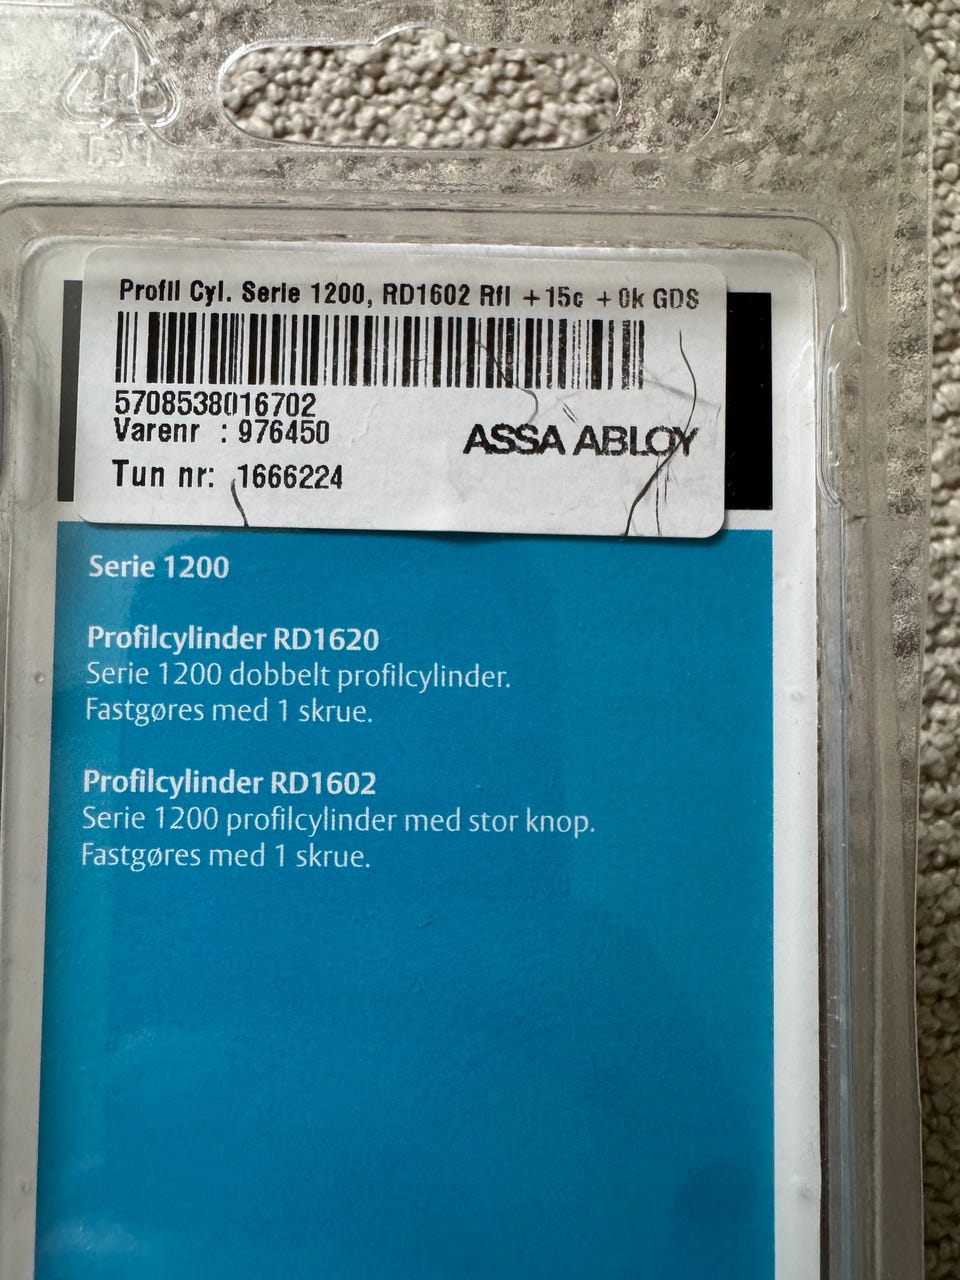 PET
Profil Cyl. Serie 1200, RD1602 Rfl +15c +0k GDS
5708538016702
Varenr : 976450
ASSA ABLOY
Tun nr: 1666224
Serie 1200
Profilcylinder RD1620
Serie 1200 dobbelt profilcylinder.
Fastgøres med 1 skrue.
Profilcylinder RD1602
Serie 1200 profilcylinder med stor knop.
Fastgøres med 1 skrue.